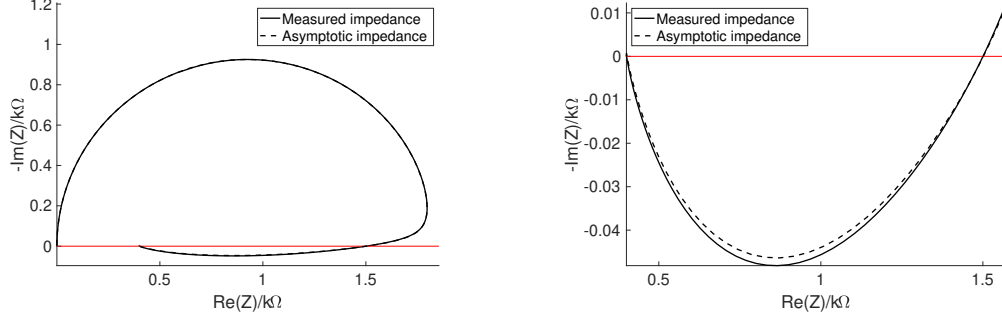 1.2
1
0.8
0.6
0.4
0.2
0
-Im(Z)/kΩ
Measured impedance
Asymptotic impedance
0.5
1
1.5
Re(Z)/kΩ
0.01
0
-0.01
-0.02
-0.03
-0.04
-Im(Z)/kΩ
Measured impedance
Asymptotic impedance
0.5
1
1.5
Re(Z)/kΩ